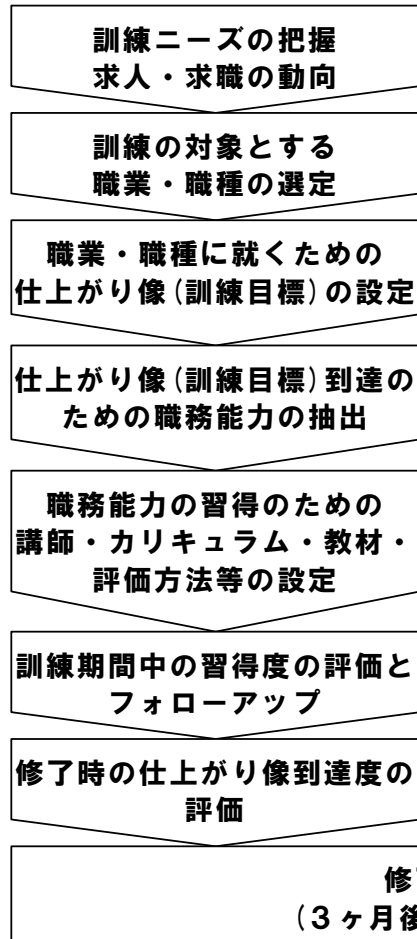 訓練ニーズの把握
求人・求職の動向
訓練の対象とする
職業・職種の選定
職業・職種に就くための
仕上がり像(訓練目標)の設定
仕上がり像(訓練目標)到達の
ための職務能力の抽出
職務能力の習得のための
講師・カリキュラム・教材・
評価方法等の設定
訓練期間中の習得度の評価と
フォローアップ
修了時の仕上がり像到達度の
評価
修
(３ヶ月後